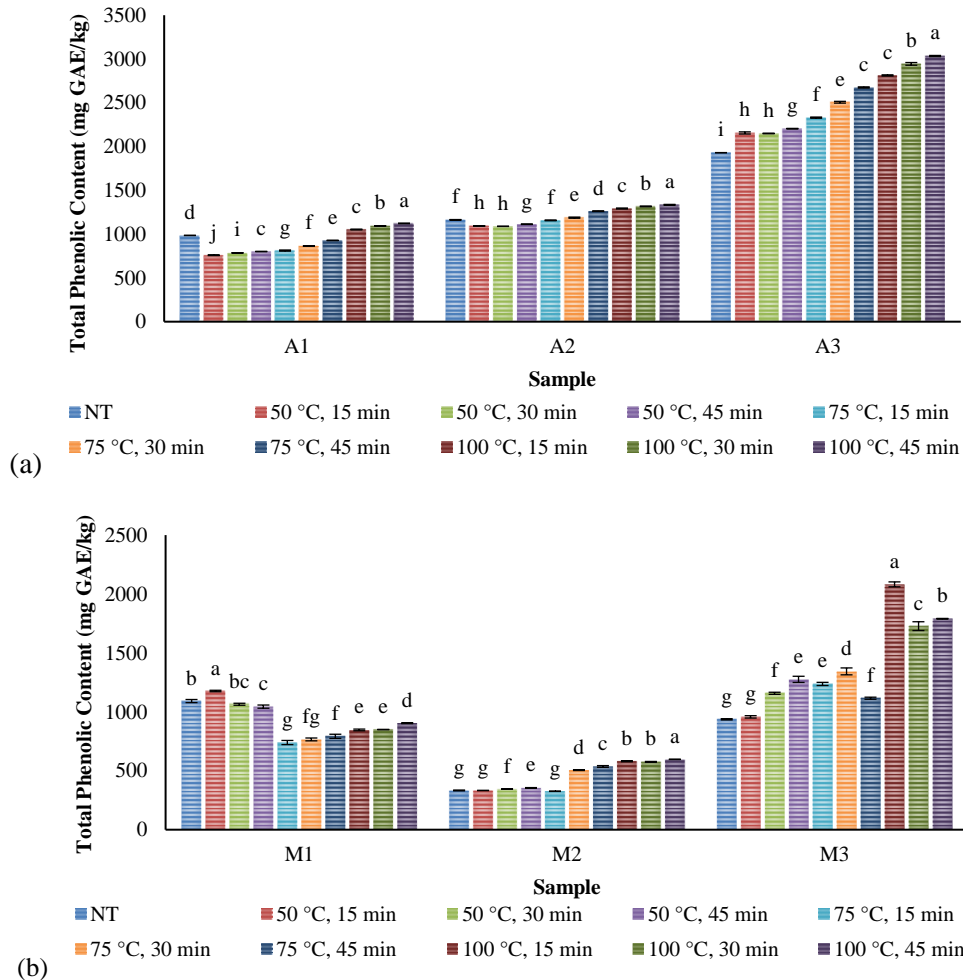 Total Phenolic Content (mg GAE/kg)
3500
3000
2500
2000
1500
1000
500
0
d j i c g f e c b a
f h h g f e d c b a
i h h g f e c c b a
A1 A2 A3
Sample
NT 50 °C, 15 min 50 °C, 30 min 50 °C, 45 min 75 °C, 15 min
75 °C, 30 min 75 °C, 45 min 100 °C, 15 min 100 °C, 30 min 100 °C, 45 min
(a)
Total Phenolic Content (mg GAE/kg)
2500
2000
1500
1000
500
0
b a bc c g fg f e e d
g g f e g d c b b a
g g f e e d f a c b
M1 M2 M3
Sample
NT 50 °C, 15 min 50 °C, 30 min 50 °C, 45 min 75 °C, 15 min
75 °C, 30 min 75 °C, 45 min 100 °C, 15 min 100 °C, 30 min 100 °C, 45 min
(b)